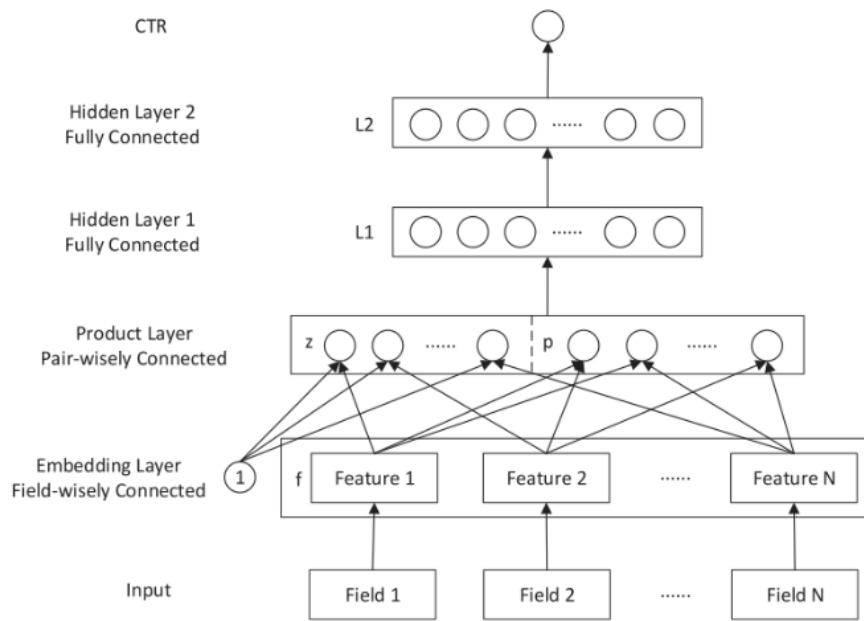 CTR
Hidden Layer 2
Fully Connected
L2
......
Hidden Layer 1
Fully Connected
L1
......
Product Layer
Pair-wisely Connected
z
......
p
......
Embedding Layer
Field-wisely Connected
1
f
Feature 1
Feature 2
......
Feature N
Input
Field 1
Field 2
......
Field N